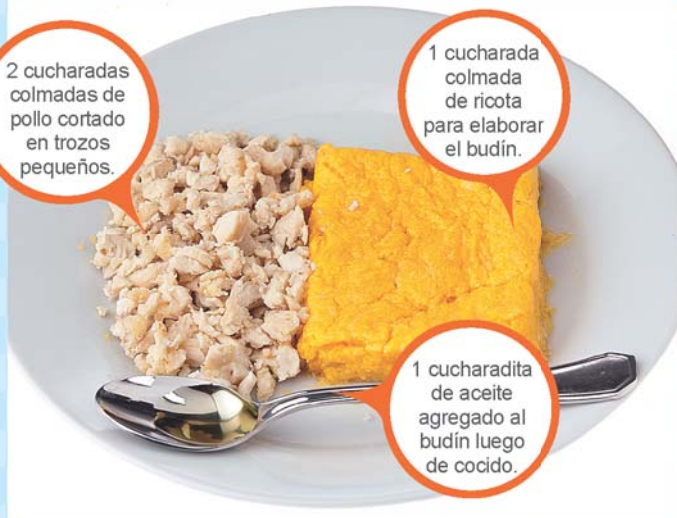 2 cucharadas
colmadas de
pollo cortado
en trozos
pequeños.
1 cucharada
colmada
de ricota
para elaborar
el budín.
1 cucharadita
de aceite
agregado al
budín luego
de cocido.